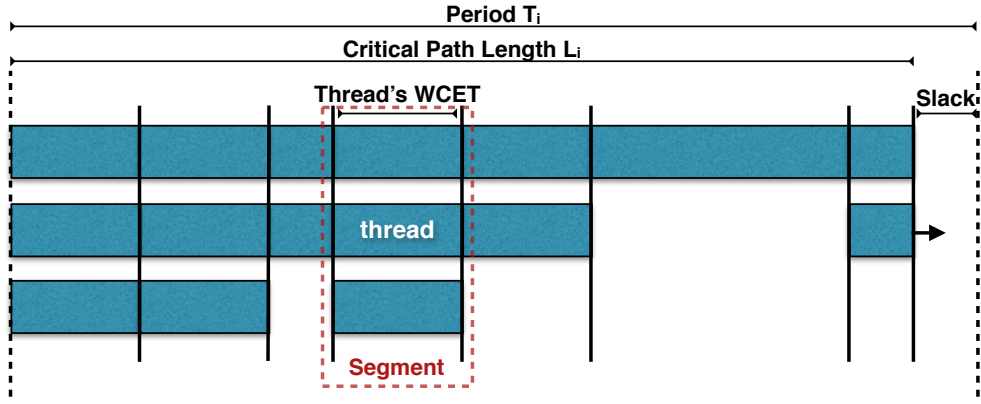 Period Ti
Critical Path Length Li
Thread's WCET
Slack
thread
Segment